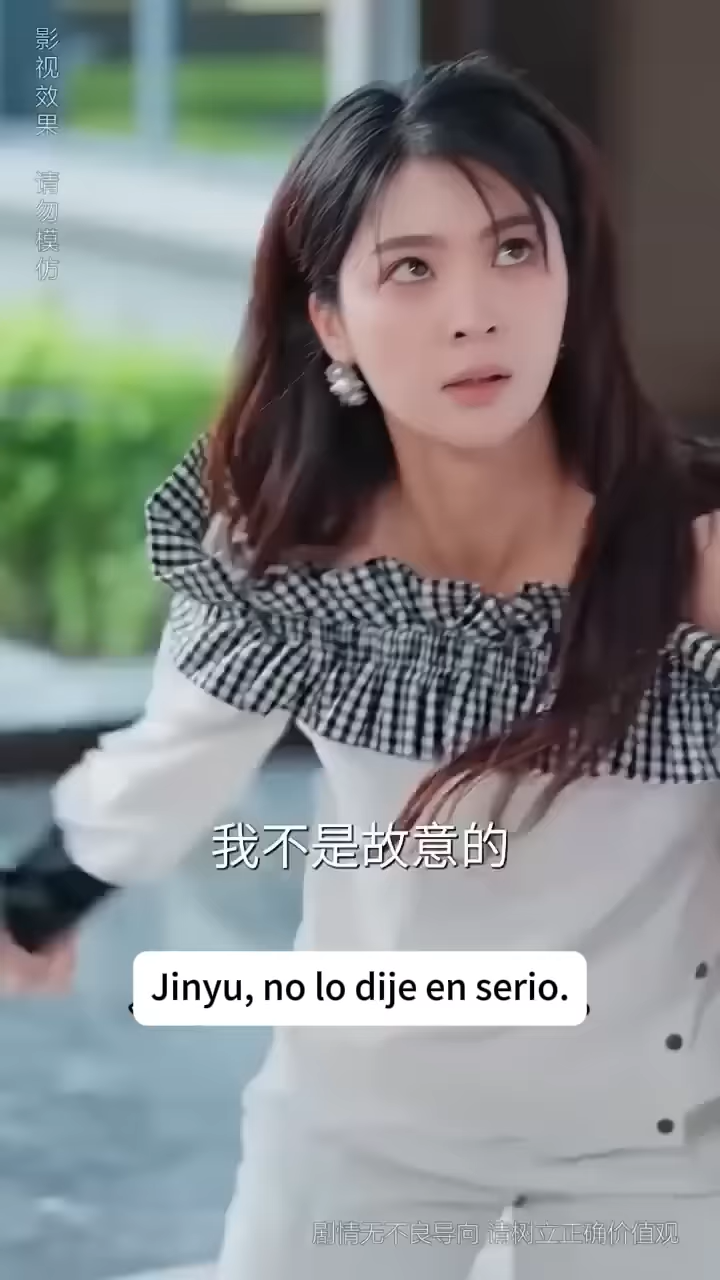 影视效果 请勿模仿
我不是故意的
Jinyu, no lo dije en serio.
剧情无不良导向 请树立正确价值观